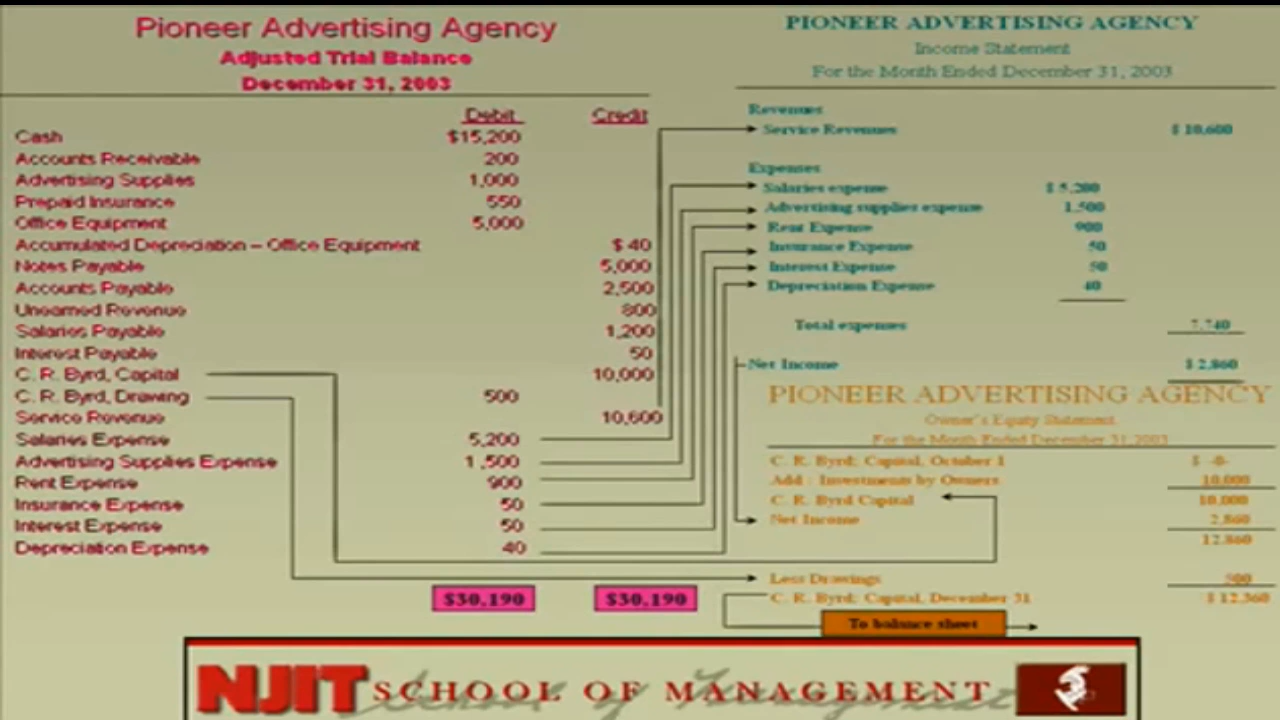 Pioneer Advertising Agency
Adjusted Trial Balance
December 31, 2003
Debit Credit
Cash $15,200
Accounts Receivable 200
Advertising Supplies 1,000
Prepaid Insurance 550
Office Equipment 5,000
Accumulated Depreciation – Office Equipment $ 40
Notes Payable 5,000
Accounts Payable 2,500
Unearned Revenue 800
Salaries Payable 1,200
Interest Payable 50
C. R. Byrd, Capital 10,000
C. R. Byrd, Drawing 500
Service Revenue 10,600
Salaries Expense 5,200
Advertising Supplies Expense 1,500
Rent Expense 900
Insurance Expense 50
Interest Expense 50
Depreciation Expense 40
$30,190 $30,190
PIONEER ADVERTISING AGENCY
Income Statement
For the Month Ended December 31, 2003
Revenues
Service Revenues $ 10,600
Expenses
Salaries expense $ 5,200
Advertising supplies expense 1,500
Rent Expense 900
Insurance Expense 50
Interest Expense 50
Depreciation Expense 40
Total expenses 7,740
Net Income $ 2,860
PIONEER ADVERTISING AGENCY
Owner's Equity Statement
For the Month Ended December 31,2003
C. R. Byrd; Capital, October 1 $ -0-
Add : Investments by Owners 10,000
C. R. Byrd Capital 10,000
Net Income 2,860
12.860
Less Drawings 500
C. R. Byrd; Capital, December 31 $ 12,360
To balance sheet
NJIT SCHOOL OF MANAGEMENT